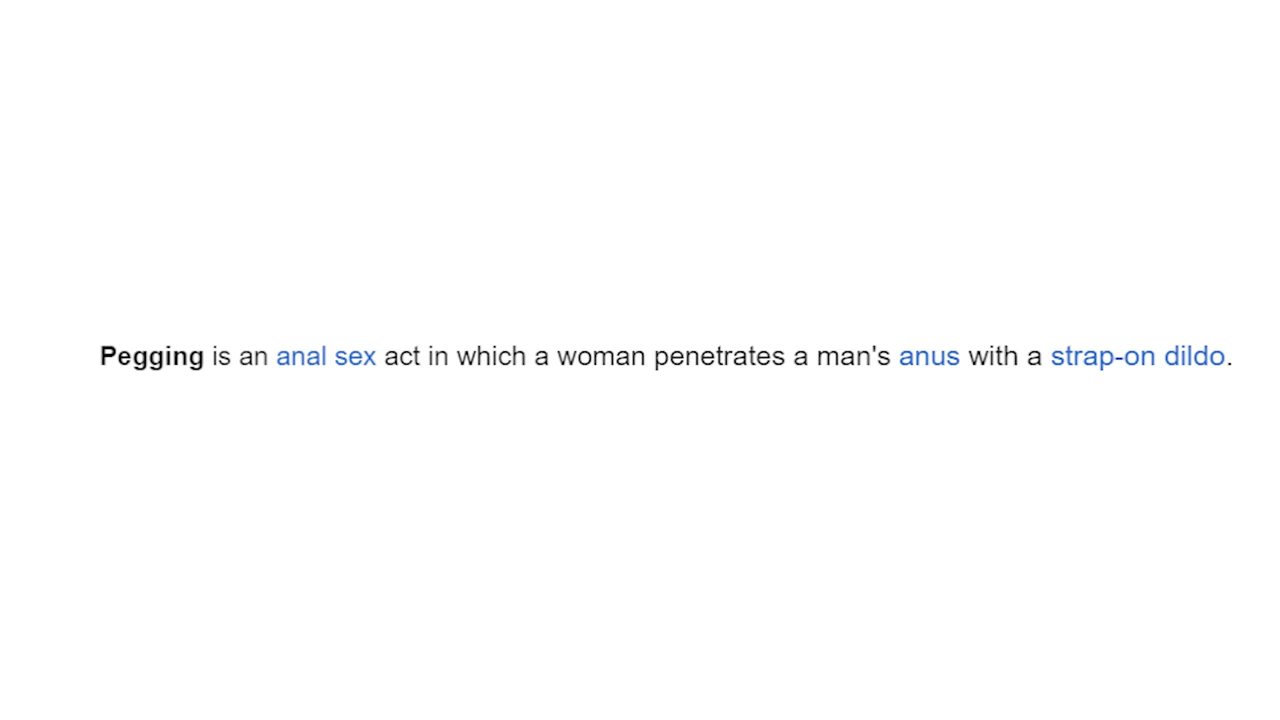 Pegging is an anal sex act in which a woman penetrates a man's anus with a strap-on dildo.